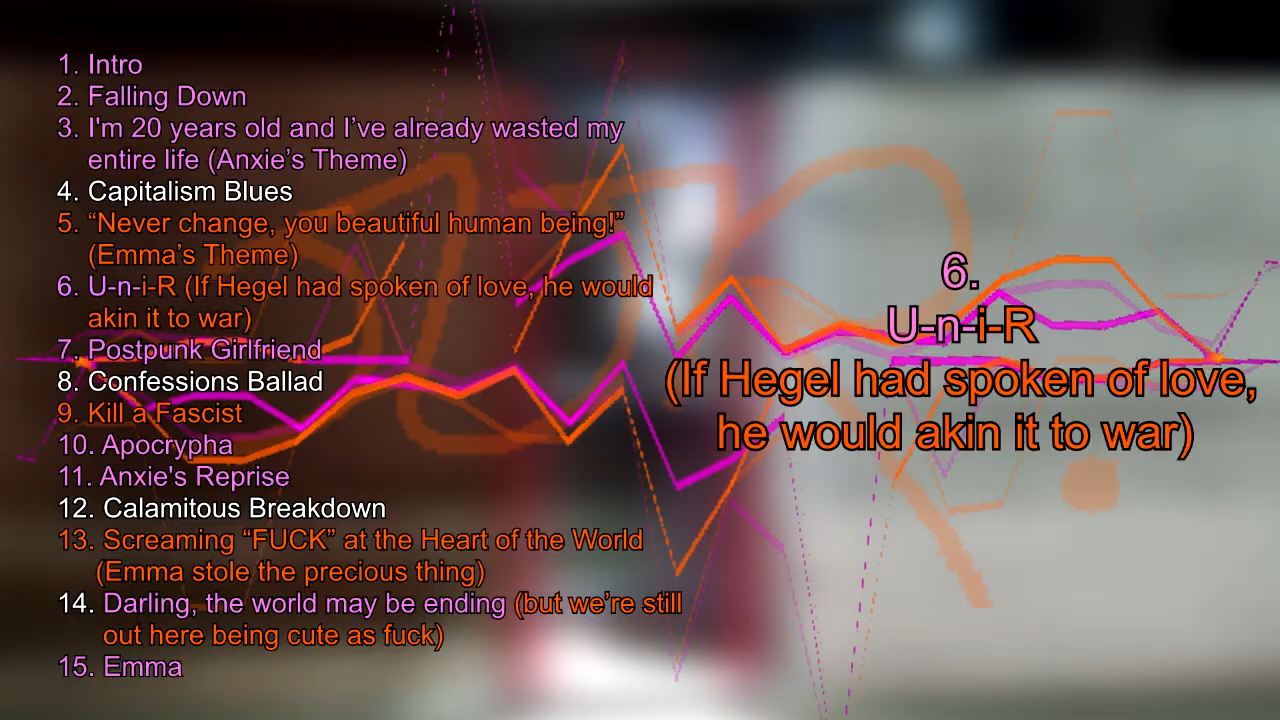 1. Intro
2. Falling Down
3. I'm 20 years old and I’ve already wasted my
entire life (Anxie’s Theme)
4. Capitalism Blues
5. “Never change, you beautiful human being!”
(Emma’s Theme)
6. U-n-i-R (If Hegel had spoken of love, he would
akin it to war)
7. Postpunk Girlfriend
8. Confessions Ballad
9. Kill a Fascist
10. Apocrypha
11. Anxie's Reprise
12. Calamitous Breakdown
13. Screaming “FUCK” at the Heart of the World
(Emma stole the precious thing)
14. Darling, the world may be ending (but we’re still
out here being cute as fuck)
15. Emma
6.
U-n-i-R
(If Hegel had spoken of love,
he would akin it to war)